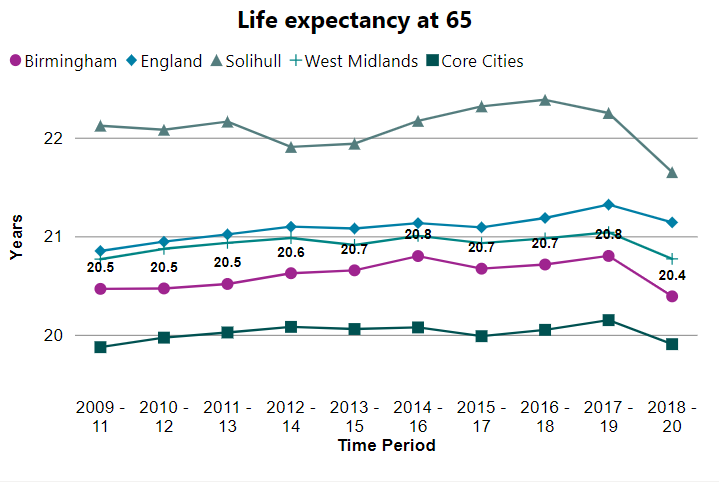 Life expectancy at 65
Birmingham England Solihull West Midlands Core Cities
22
21
20
Years
20.5 20.5 20.5 20.6 20.7 20.8 20.7 20.7 20.8 20.4
2009 - 2010 - 2011 - 2012 - 2013 - 2014 - 2015 - 2016 - 2017 - 2018 -
11 12 13 14 15 16 17 18 19 20
Time Period